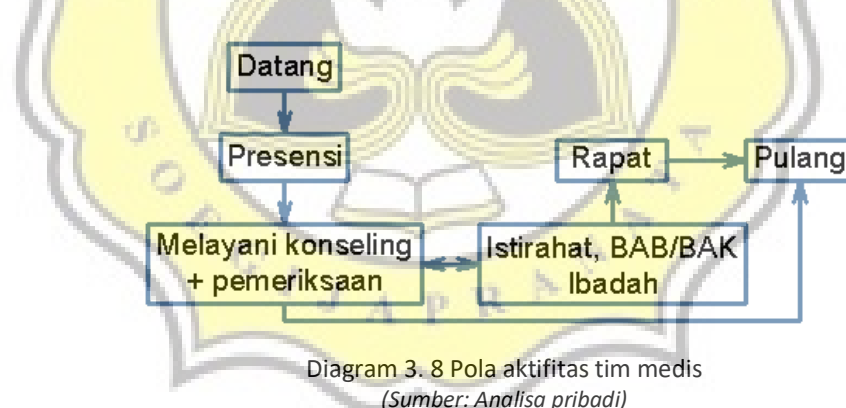 Datang
Presensi
Rapat
Pulang
Melayani konseling
+ pemeriksaan
Istirahat, BAB/BAK
Ibadah
Diagram 3. 8 Pola aktifitas tim medis
(Sumber: Analisa pribadi)